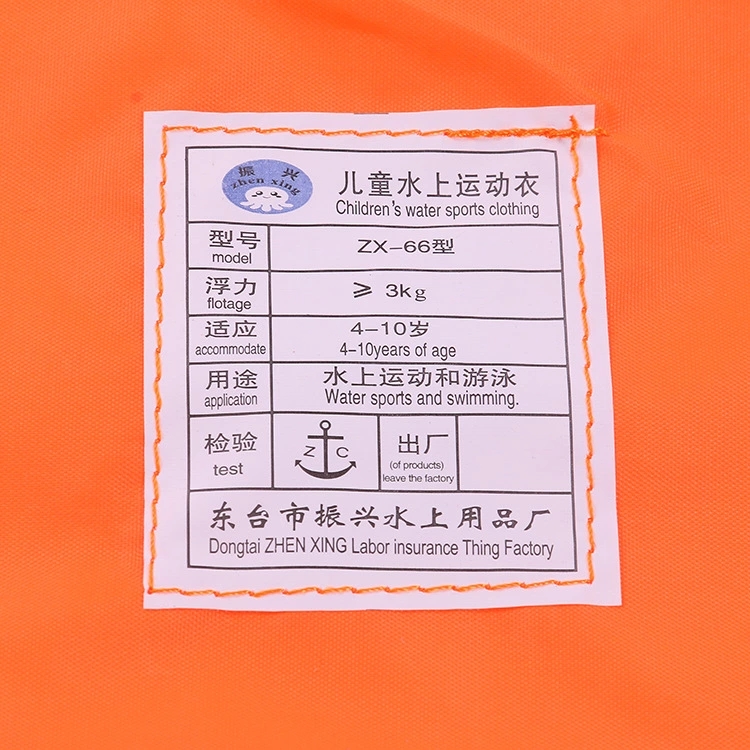 振 兴
zhen xing
儿童水上运动衣
Children's water sports clothing
型号
model
ZX-66型
浮力
flotage
≥ 3kg
适应
accommodate
4-10岁
4-10years of age
用途
application
水上运动和游泳
Water sports and swimming.
检验
test
Z C
出厂
(of products)
leave the factory
东台市振兴水上用品厂
Dongtai ZHEN XING Labor insurance Thing Factory